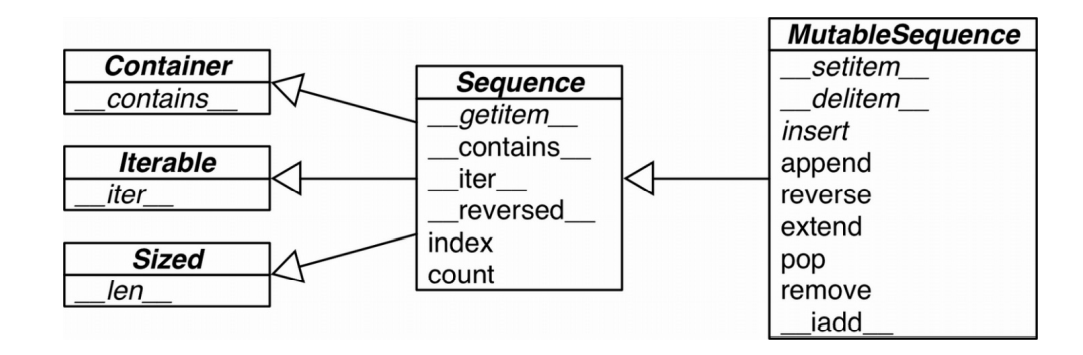 Container
__contains__
Iterable
__iter__
Sized
__len__
Sequence
__getitem__
__contains__
__iter__
__reversed__
index
count
MutableSequence
__setitem__
__delitem__
insert
append
reverse
extend
pop
remove
__iadd__